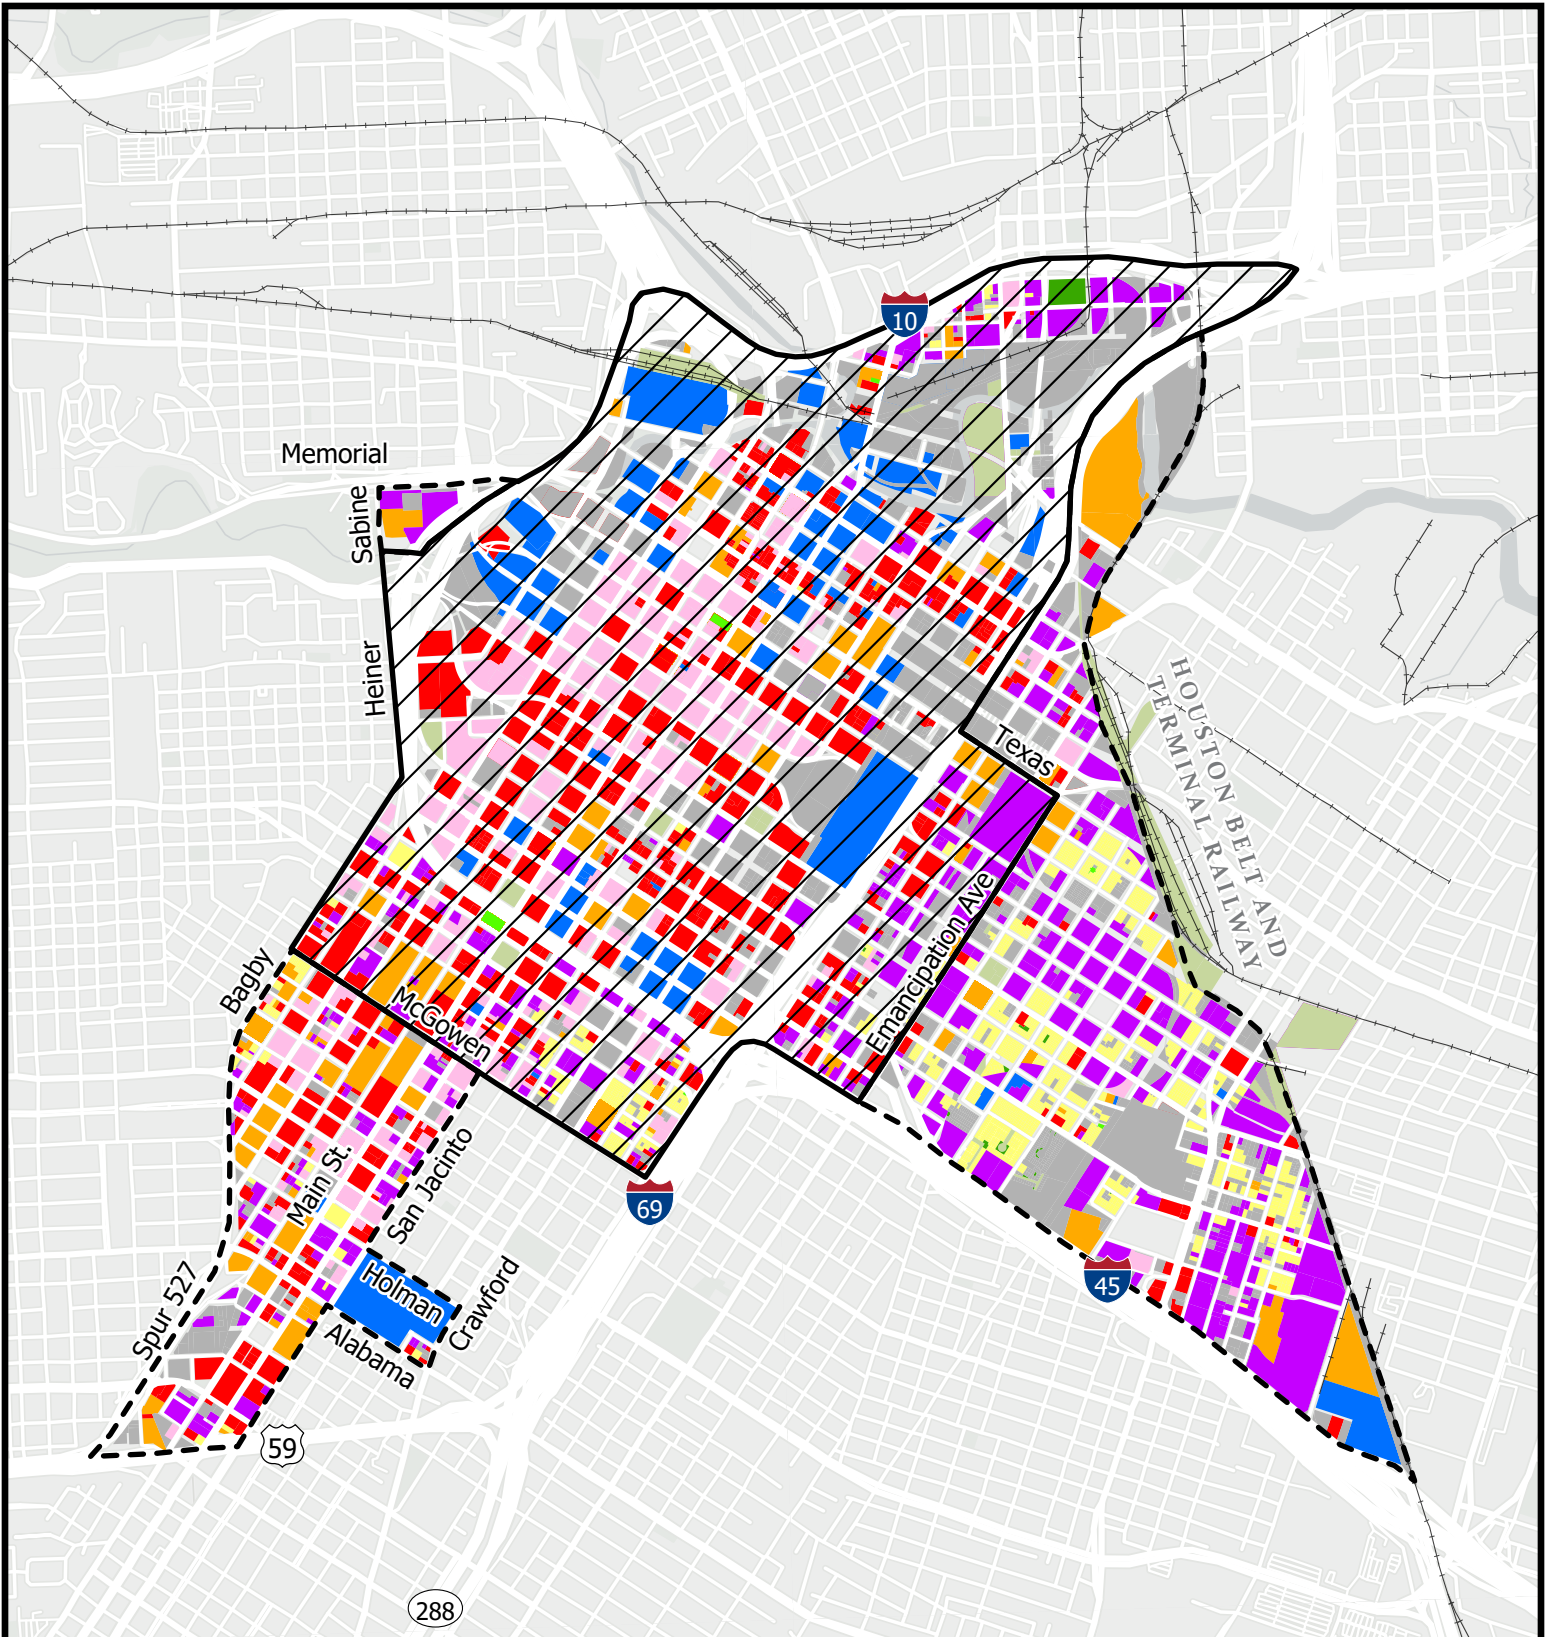 10
Memorial
Sabine
Heiner
HOUSTON BELT AND
TERMINAL RAILWAY
Texas
Emancipation Ave
Bagby
McGowen
Main St.
San Jacinto
69
Spur 527
Holman
Crawford
Alabama
45
59
288